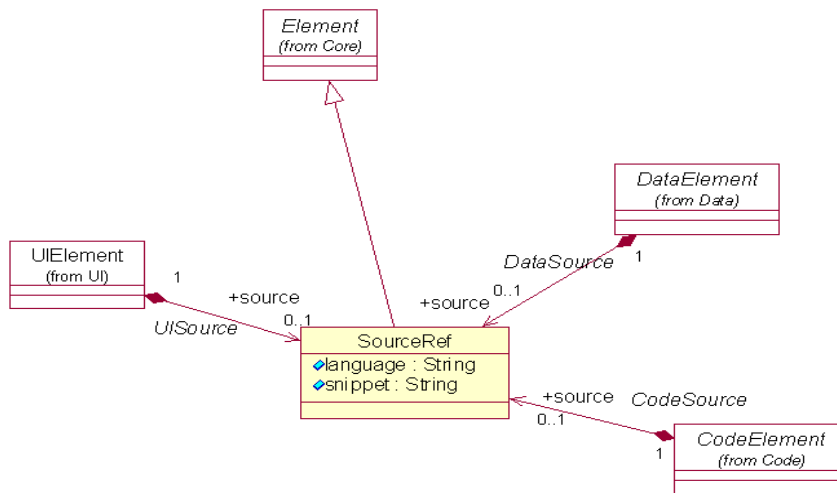 Element
(from Core)
DataElement
(from Data)
UIElement
(from UI)
1
DataSource
1
+source
0..1
+source
UISource
0..1
SourceRef
language : String
snippet : String
+source
CodeSource
0..1
1
CodeElement
(from Code)